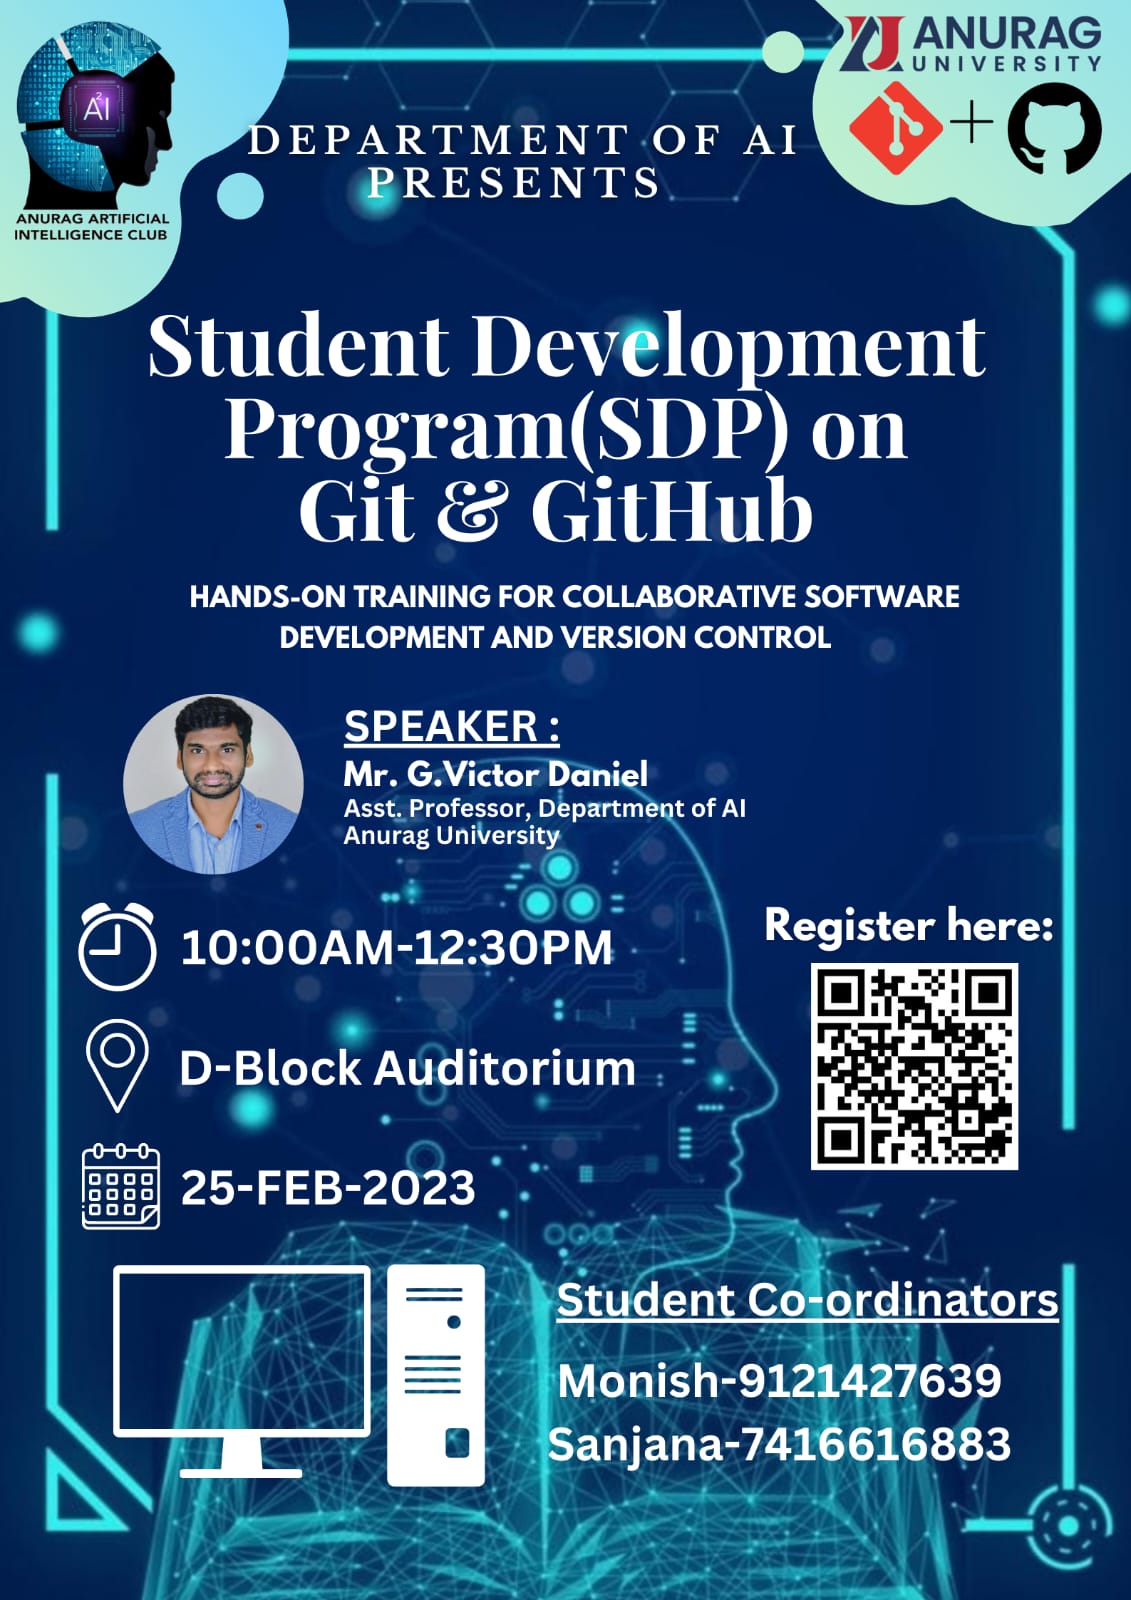 A2I
ANURAG ARTIFICIAL
INTELLIGENCE CLUB
ANURAG
UNIVERSITY
DEPARTMENT OF AI
PRESENTS
Student Development
Program(SDP) on
Git & GitHub
HANDS-ON TRAINING FOR COLLABORATIVE SOFTWARE
DEVELOPMENT AND VERSION CONTROL
SPEAKER :
Mr. G.Victor Daniel
Asst. Professor, Department of AI
Anurag University
10:00AM-12:30PM
Register here:
D-Block Auditorium
25-FEB-2023
Student Co-ordinators
Monish-9121427639
Sanjana-7416616883